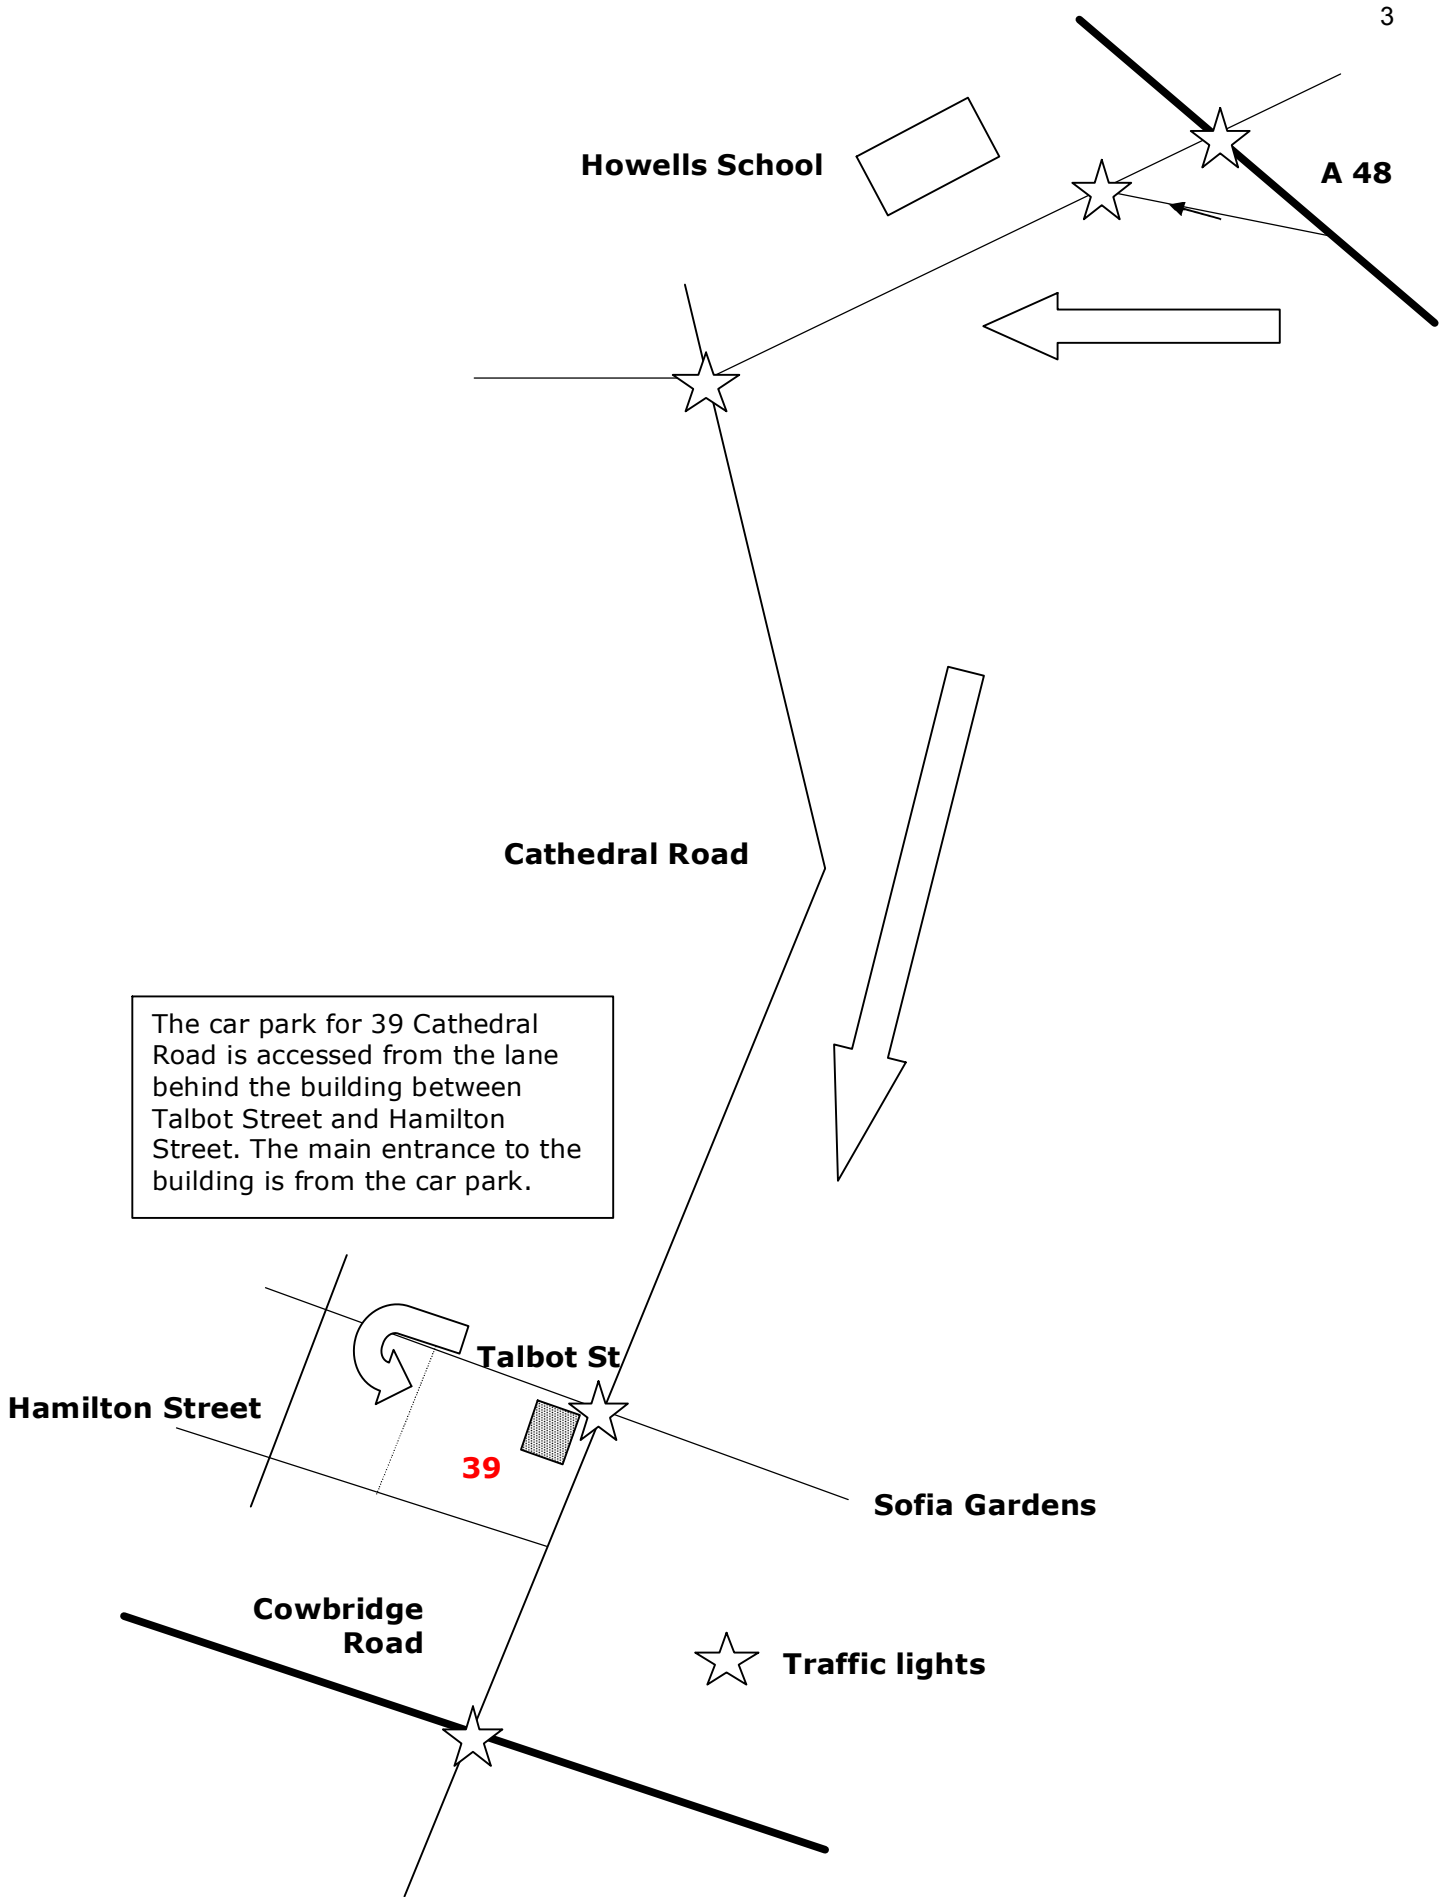 3
Howells School
A 48
Cathedral Road
The car park for 39 Cathedral
Road is accessed from the lane
behind the building between
Talbot Street and Hamilton
Street. The main entrance to the
building is from the car park.
Talbot St
Hamilton Street
39
Sofia Gardens
Cowbridge
Road
Traffic lights